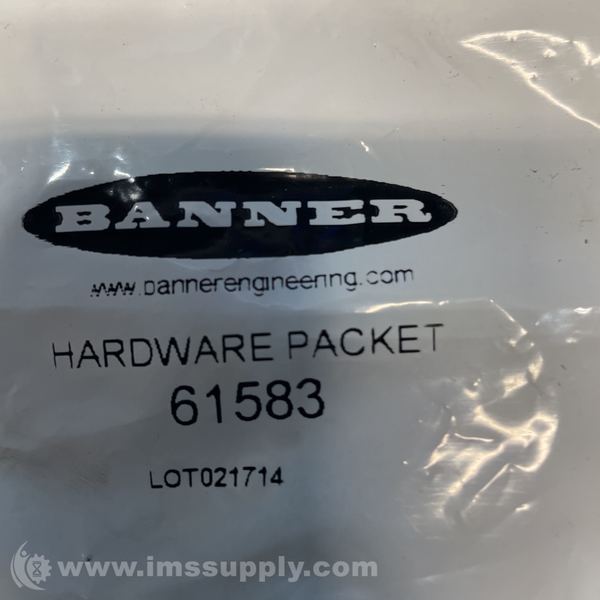 BANNER
www.bannerengineering.com
HARDWARE PACKET
61583
LOT021714
www.imssupply.com